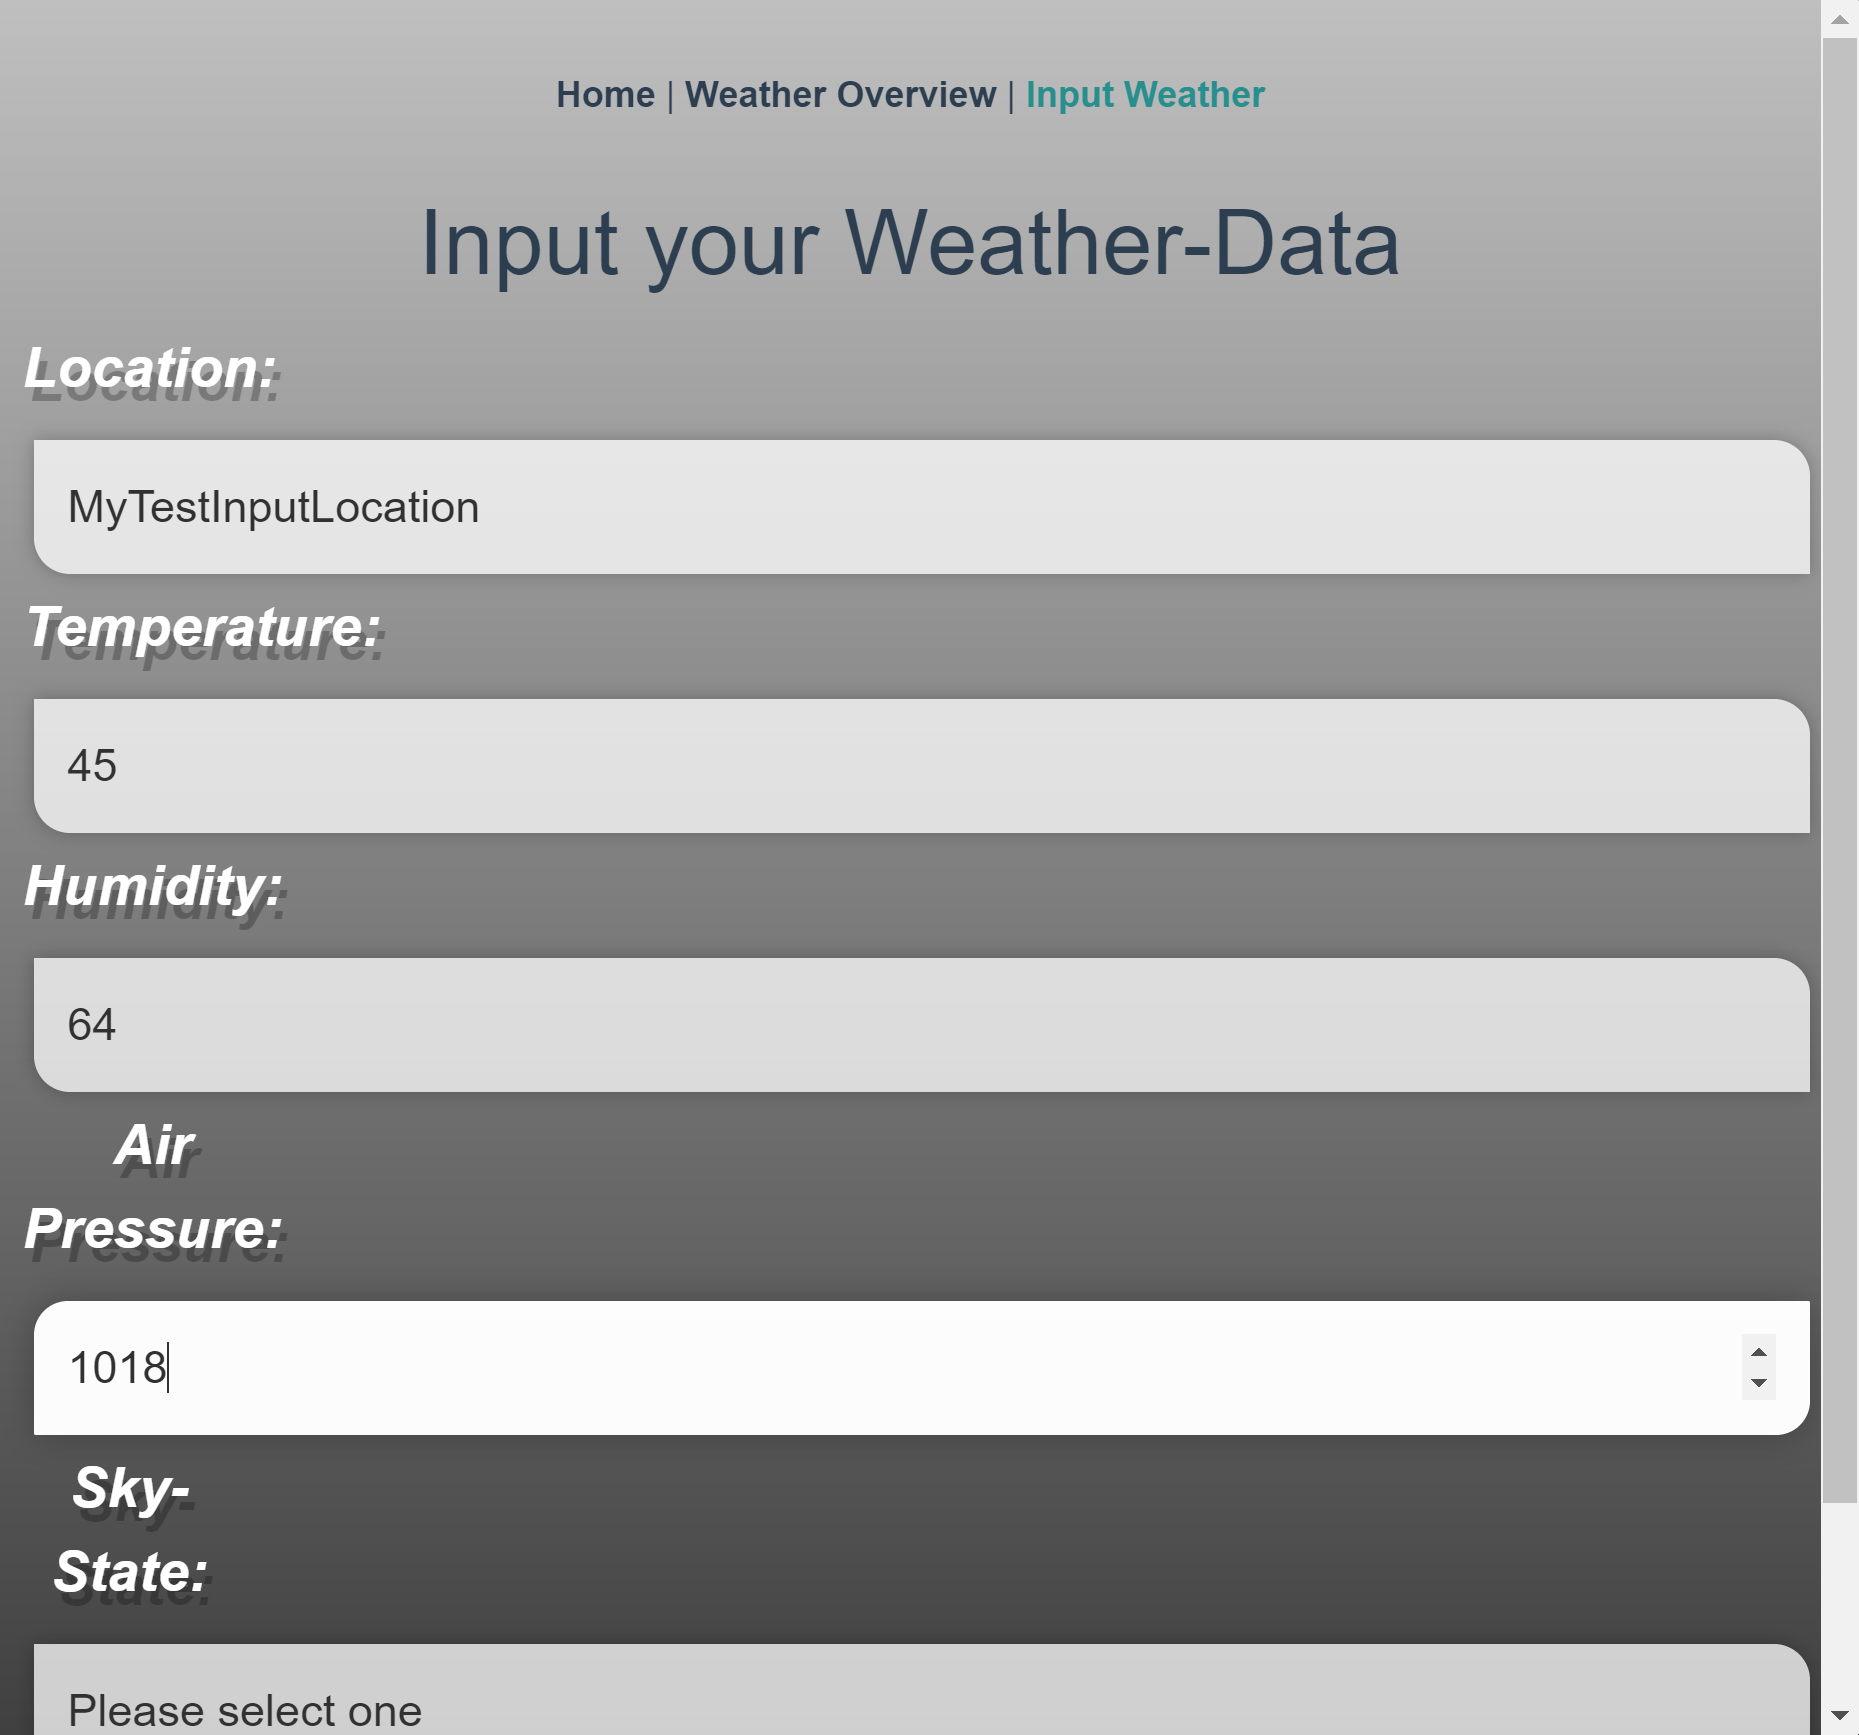 Home | Weather Overview | Input Weather
Input your Weather-Data
Location:
MyTestInputLocation
Temperature:
45
Humidity:
64
Air
Pressure:
1018
Sky-
State:
Please select one